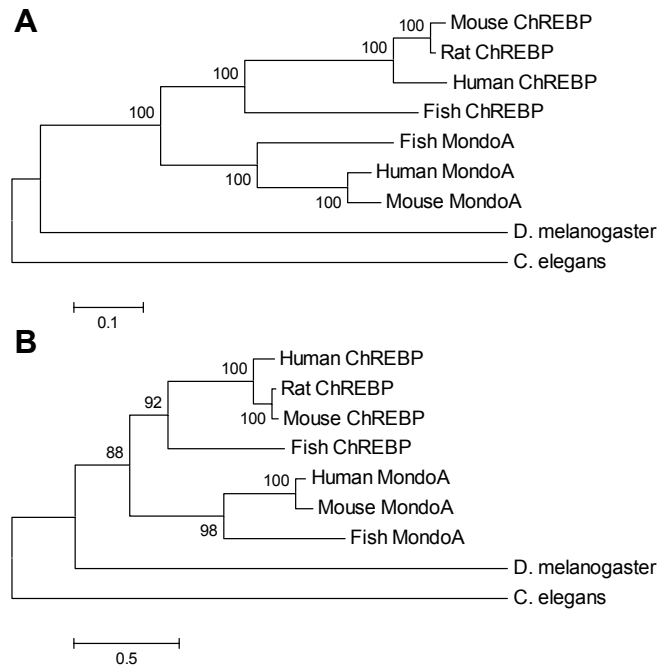 A
100
Mouse ChREBP
100
Rat ChREBP
100
Human ChREBP
100
Fish ChREBP
Fish MondoA
100
Human MondoA
100
Mouse MondoA
D. melanogaster
C. elegans
0.1
B
Human ChREBP
100
Rat ChREBP
92
100
Mouse ChREBP
88
Fish ChREBP
100
Human MondoA
Mouse MondoA
98
Fish MondoA
D. melanogaster
C. elegans
0.5